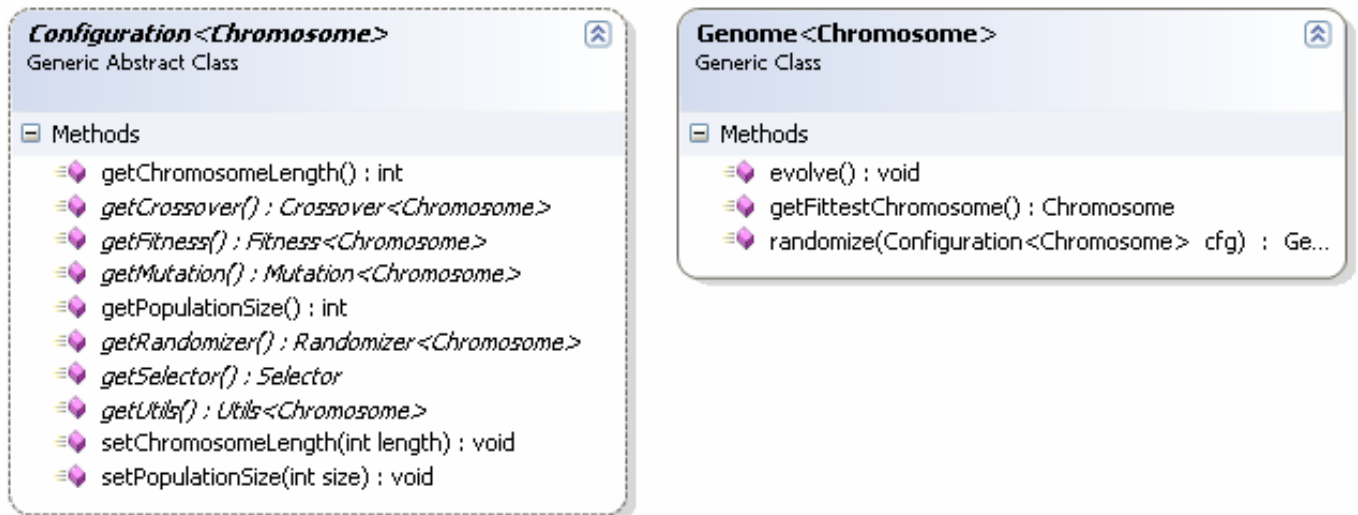 Configuration<Chromosome>
Generic Abstract Class
Methods
getChromosomeLength() : int
getCrossover() : Crossover<Chromosome>
getFitness() : Fitness<Chromosome>
getMutation() : Mutation<Chromosome>
getPopulationSize() : int
getRandomizer() : Randomizer<Chromosome>
getSelector() : Selector
getUtils() : Utils<Chromosome>
setChromosomeLength(int length) : void
setPopulationSize(int size) : void
Genome<Chromosome>
Generic Class
Methods
evolve() : void
getFittestChromosome() : Chromosome
randomize(Configuration<Chromosome> cfg) : Ge...